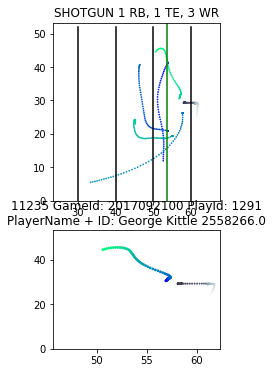 SHOTGUN 1 RB, 1 TE, 3 WR
50
40
30
20
10
0
30 40 50 60
11235 GameId: 2017092100 PlayId: 1291
PlayerName + ID: George Kittle 2558266.0
40
20
0
50 55 60